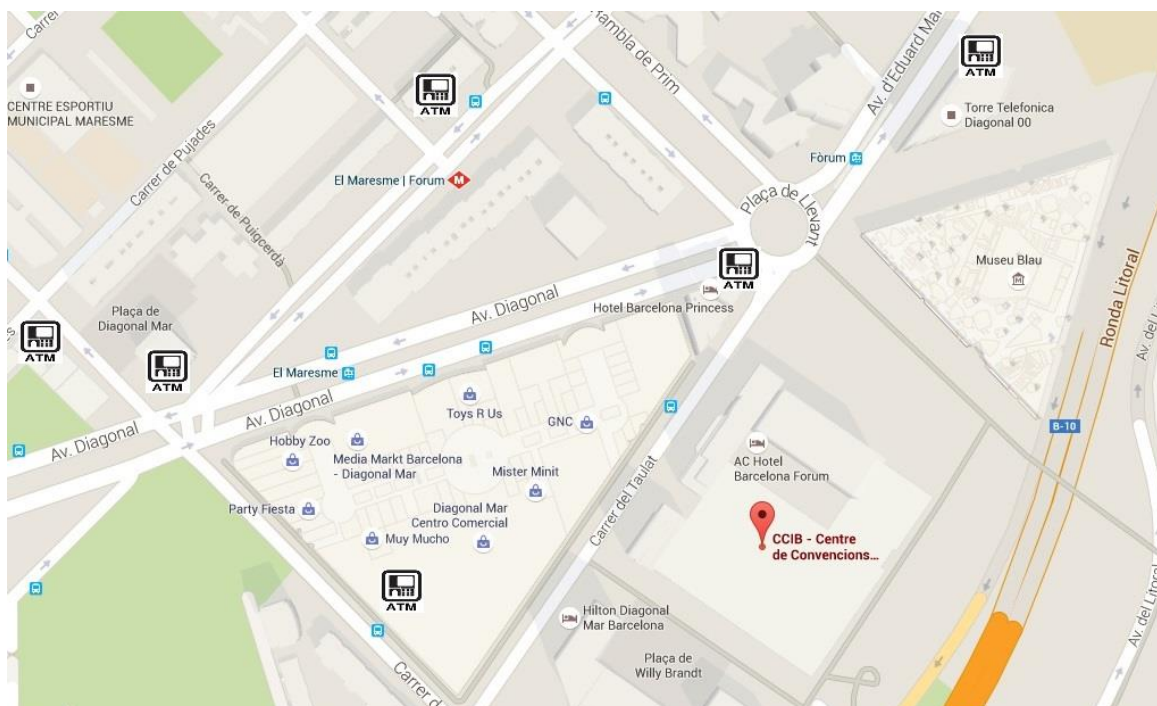 Carrer
ATM
CENTRE ESPORTIU
MUNICIPAL MARESME
Carrer de Pujades
Carrer de Puigcerdà
ATM
El Maresme | Forum
M
Rambla de Prim
Av. d'Eduard Mar
ATM
Torre Telefonica
Diagonal 00
Fòrum
Plaça de Llevant
Museu Blau
M
Ronda Litoral
Av. del Litoral
B-10
Plaça de
Diagonal Mar
ATM
ATM
Av. Diagonal
ATM
Hotel Barcelona Princess
El Maresme
Av. Diagonal
Av. Diagonal
Toys R Us
GNC
Hobby Zoo
Media Markt Barcelona
- Diagonal Mar
Mister Minit
Party Fiesta
Diagonal Mar
Centro Comercial
Muy Mucho
Carrer del Taulat
AC Hotel
Barcelona Forum
CCIB - Centre
de Convencions...
Hilton Diagonal
Mar Barcelona
Plaça de
Willy Brandt
Carrer d